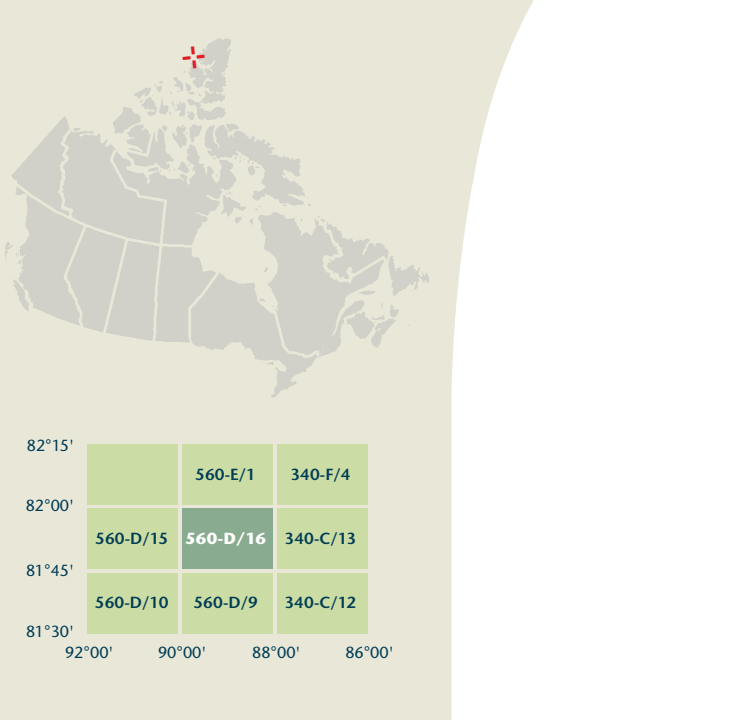 82°15'
560-E/1 340-F/4
82°00'
560-D/15 560-D/16 340-C/13
81°45'
560-D/10 560-D/9 340-C/12
81°30'
92°00' 90°00' 88°00' 86°00'